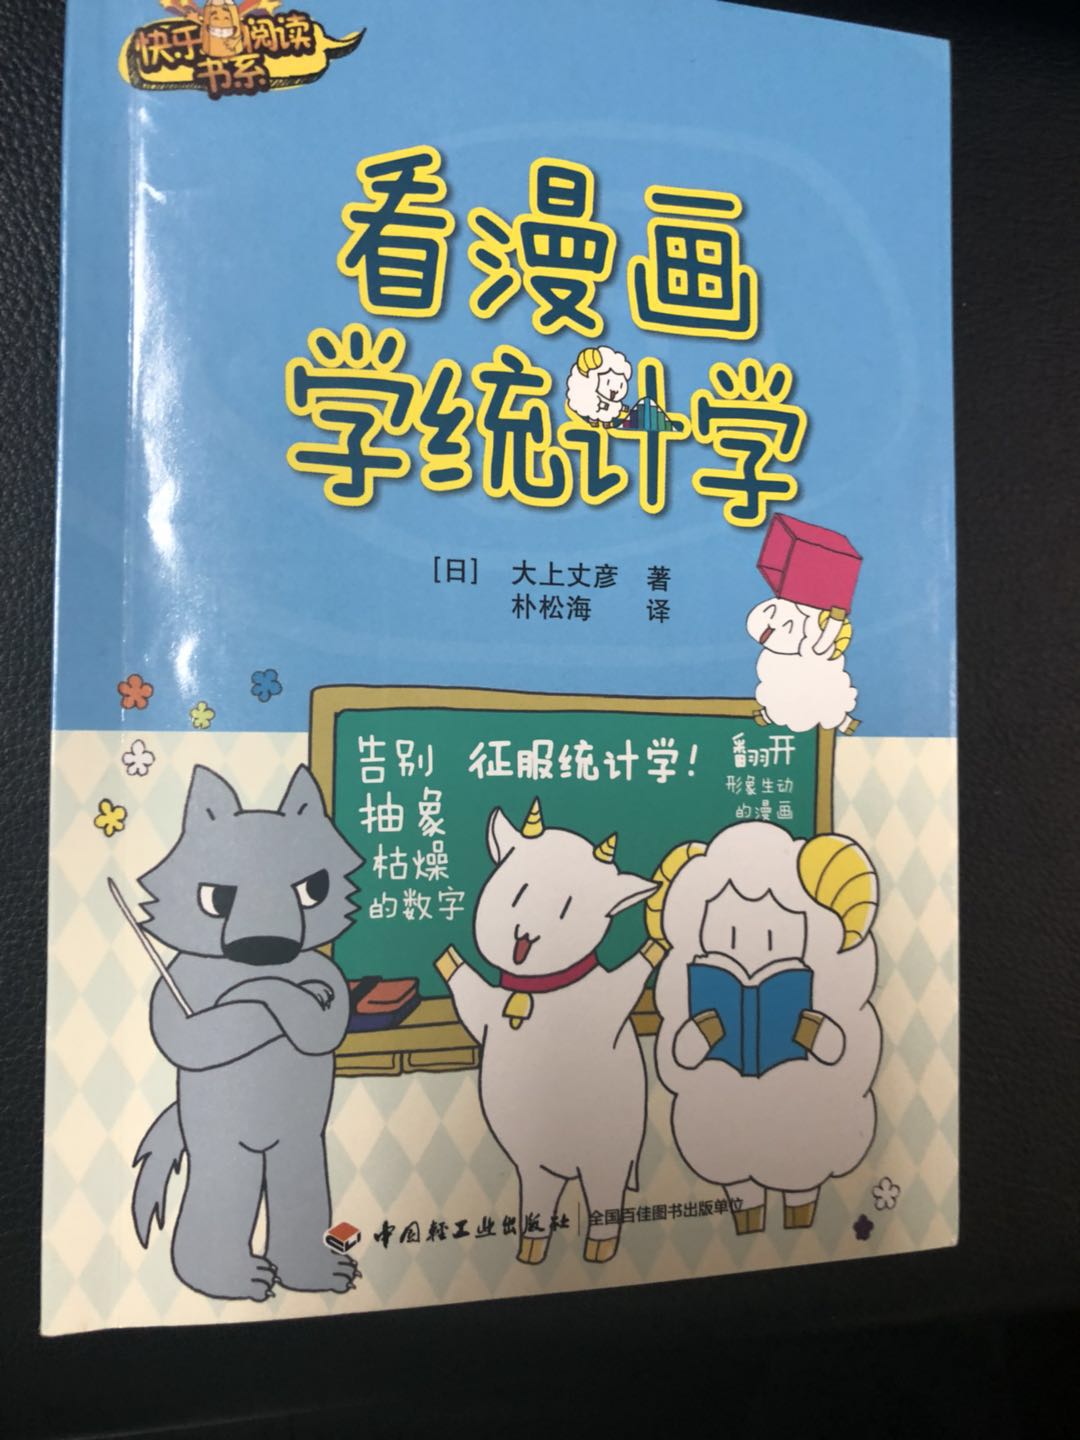 快乐阅读
书系
看漫画
学统计学
[日] 大上丈彦 著
朴松海 译
告别
抽象
枯燥
的数字
征服统计学!
翻开
形象生动
的漫画
中国轻工业出版社 | 全国百佳图书出版单位